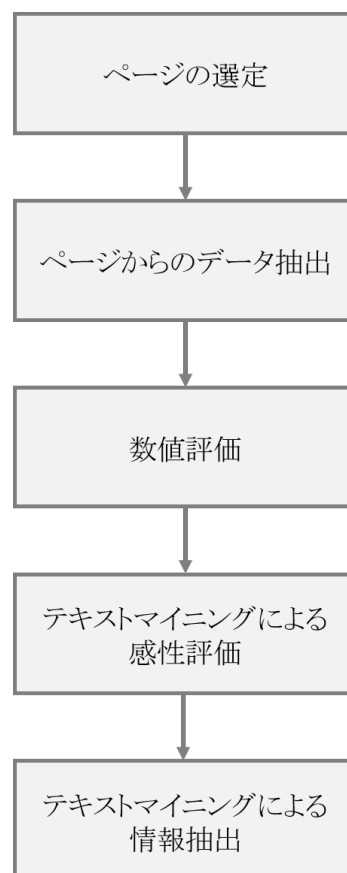 ページの選定
ページからのデータ抽出
数値評価
テキストマイニングによる
感性評価
テキストマイニングによる
情報抽出